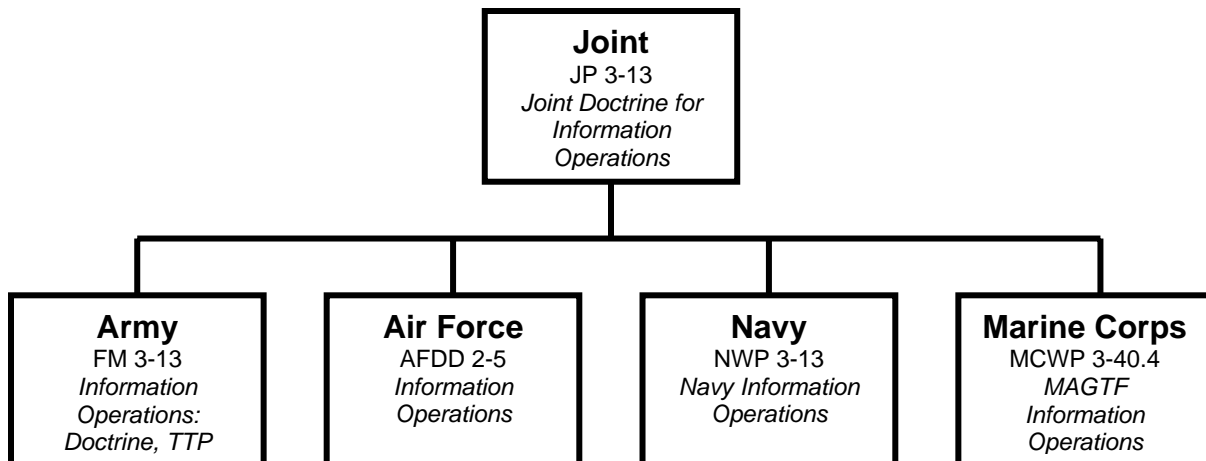 Joint
JP 3-13
Joint Doctrine for
Information
Operations
Army
FM 3-13
Information
Operations:
Doctrine, TTP
Air Force
AFDD 2-5
Information
Operations
Navy
NWP 3-13
Navy Information
Operations
Marine Corps
MCWP 3-40.4
MAGTF
Information
Operations